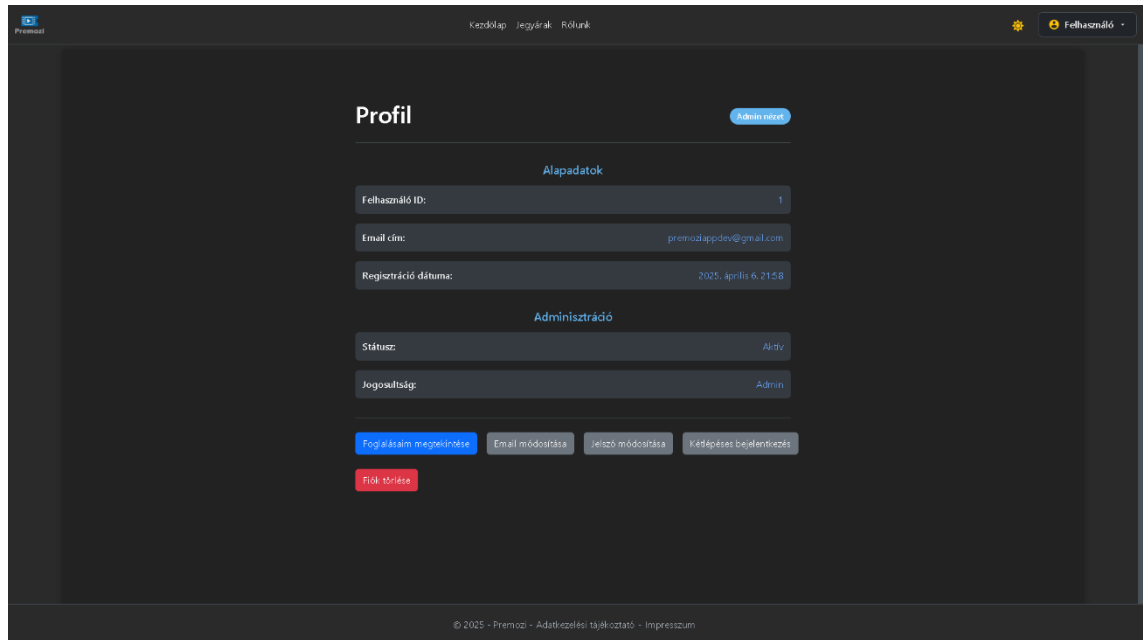 Premozi
Kezdőlap Jegyárak Rólunk
Felhasználó
Profil
Admin nézet
Alapadatok
Felhasználó ID: 1
Email cím: premoziappdev@gmail.com
Regisztráció dátuma: 2025. április 6. 21:58
Adminisztráció
Státusz: Aktív
Jogosultság: Admin
Foglalásaim megtekintése Email módosítása Jelszó módosítása Kétlépéses bejelentkezés
Fiók törlése
© 2025 - Premozi - Adatkezelési tájékoztató - Impresszum